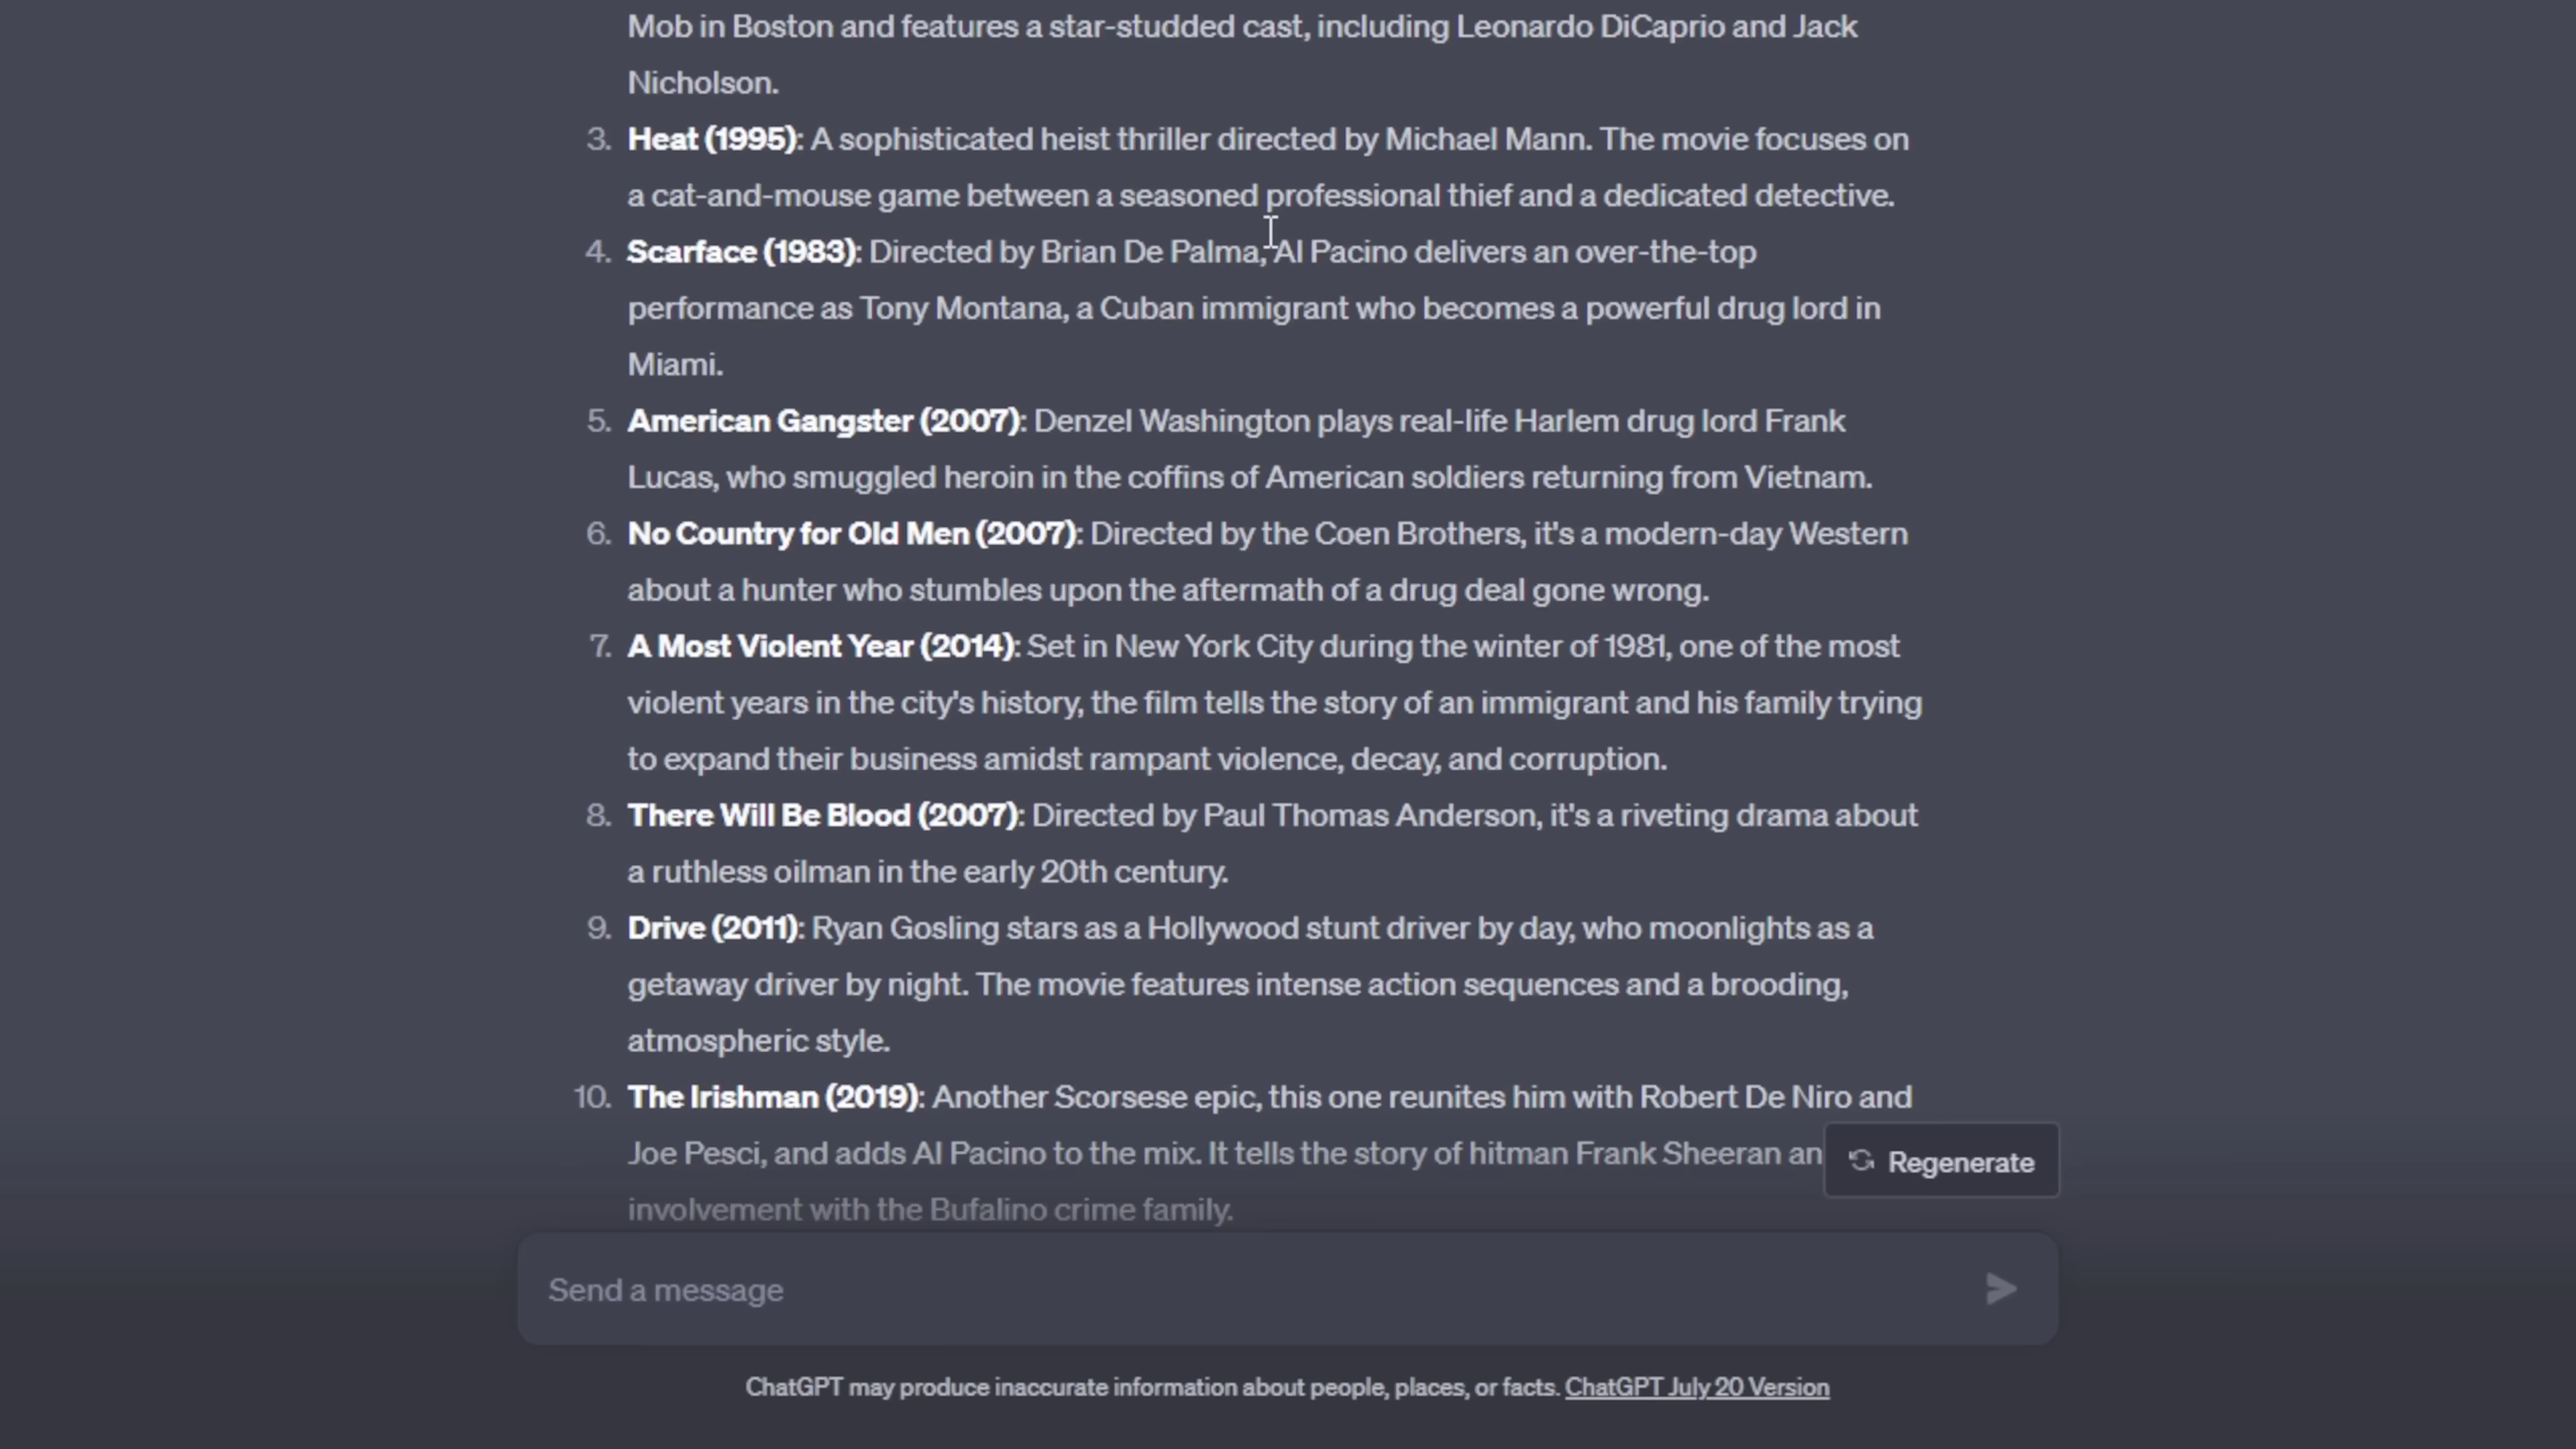 Mob in Boston and features a star-studded cast, including Leonardo DiCaprio and Jack
Nicholson.
3. Heat (1995): A sophisticated heist thriller directed by Michael Mann. The movie focuses on
a cat-and-mouse game between a seasoned professional thief and a dedicated detective.
4. Scarface (1983): Directed by Brian De Palma, Al Pacino delivers an over-the-top
performance as Tony Montana, a Cuban immigrant who becomes a powerful drug lord in
Miami.
5. American Gangster (2007): Denzel Washington plays real-life Harlem drug lord Frank
Lucas, who smuggled heroin in the coffins of American soldiers returning from Vietnam.
6. No Country for Old Men (2007): Directed by the Coen Brothers, it's a modern-day Western
about a hunter who stumbles upon the aftermath of a drug deal gone wrong.
7. A Most Violent Year (2014): Set in New York City during the winter of 1981, one of the most
violent years in the city's history, the film tells the story of an immigrant and his family trying
to expand their business amidst rampant violence, decay, and corruption.
8. There Will Be Blood (2007): Directed by Paul Thomas Anderson, it's a riveting drama about
a ruthless oilman in the early 20th century.
9. Drive (2011): Ryan Gosling stars as a Hollywood stunt driver by day, who moonlights as a
getaway driver by night. The movie features intense action sequences and a brooding,
atmospheric style.
10. The Irishman (2019): Another Scorsese epic, this one reunites him with Robert De Niro and
Joe Pesci, and adds Al Pacino to the mix. It tells the story of hitman Frank Sheeran an
Regenerate
involvement with the Bufalino crime family.
Send a message
ChatGPT may produce inaccurate information about people, places, or facts. ChatGPT July 20 Version